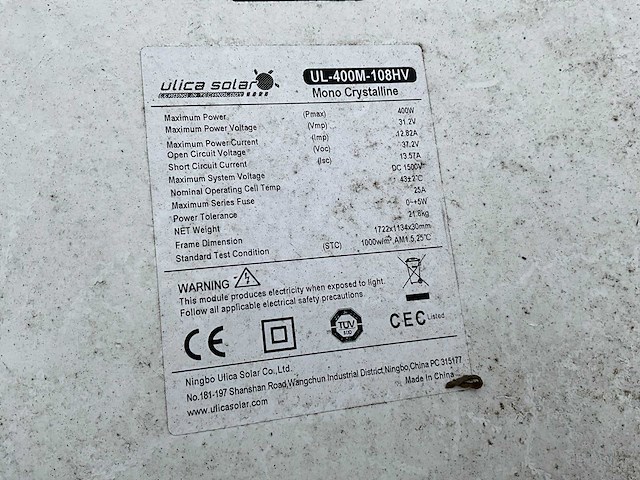 ulica solar
LEADING IN TECHNOLOGY
UL-400M-108HV
Mono Crystalline
Maximum Power (Pmax) 400W
Maximum Power Voltage (Vmp) 31.2V
Maximum Power Current (Imp) 12.82A
Open Circuit Voltage (Voc) 37.2V
Short Circuit Current (Isc) 13.57A
Maximum System Voltage DC 1500V
Nominal Operating Cell Temp 43±2℃
Maximum Series Fuse 25A
Power Tolerance 0~+5W
NET Weight 21.8kg
Frame Dimension 1722x1134x30mm
Standard Test Condition (STC) 1000w/m² AM1.5,25℃
WARNING
This module produces electricity when exposed to light.
Follow all applicable electrical safety precautions.
CE TÜV CEC Listed
Ningbo Ulica Solar Co.,Ltd.
No.181-197 Shanshan Road,Wangchun Industrial District,Ningbo,China PC 315177
www.ulicasolar.com Made In China